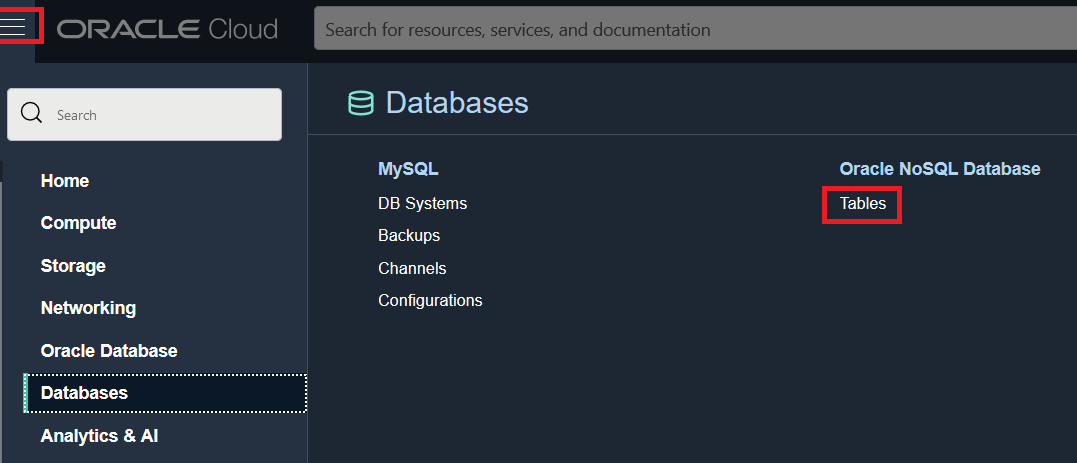 ORACLE Cloud
Search for resources, services, and documentation
Search
Home
Compute
Storage
Networking
Oracle Database
Databases
Analytics & AI
Databases
MySQL
DB Systems
Backups
Channels
Configurations
Oracle NoSQL Database
Tables